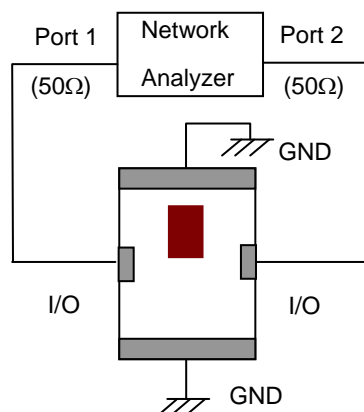 Port 1
Network
Analyzer
Port 2
(50Ω)
(50Ω)
GND
I/O
I/O
GND